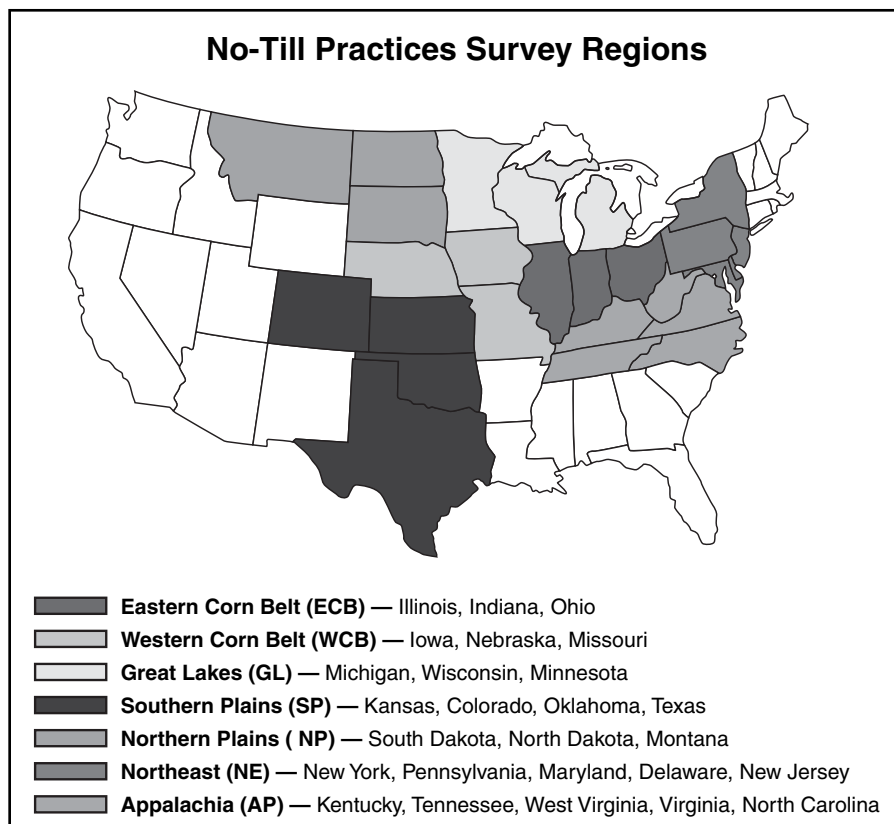 No-Till Practices Survey Regions
Eastern Corn Belt (ECB) — Illinois, Indiana, Ohio
Western Corn Belt (WCB) — Iowa, Nebraska, Missouri
Great Lakes (GL) — Michigan, Wisconsin, Minnesota
Southern Plains (SP) — Kansas, Colorado, Oklahoma, Texas
Northern Plains ( NP) — South Dakota, North Dakota, Montana
Northeast (NE) — New York, Pennsylvania, Maryland, Delaware, New Jersey
Appalachia (AP) — Kentucky, Tennessee, West Virginia, Virginia, North Carolina